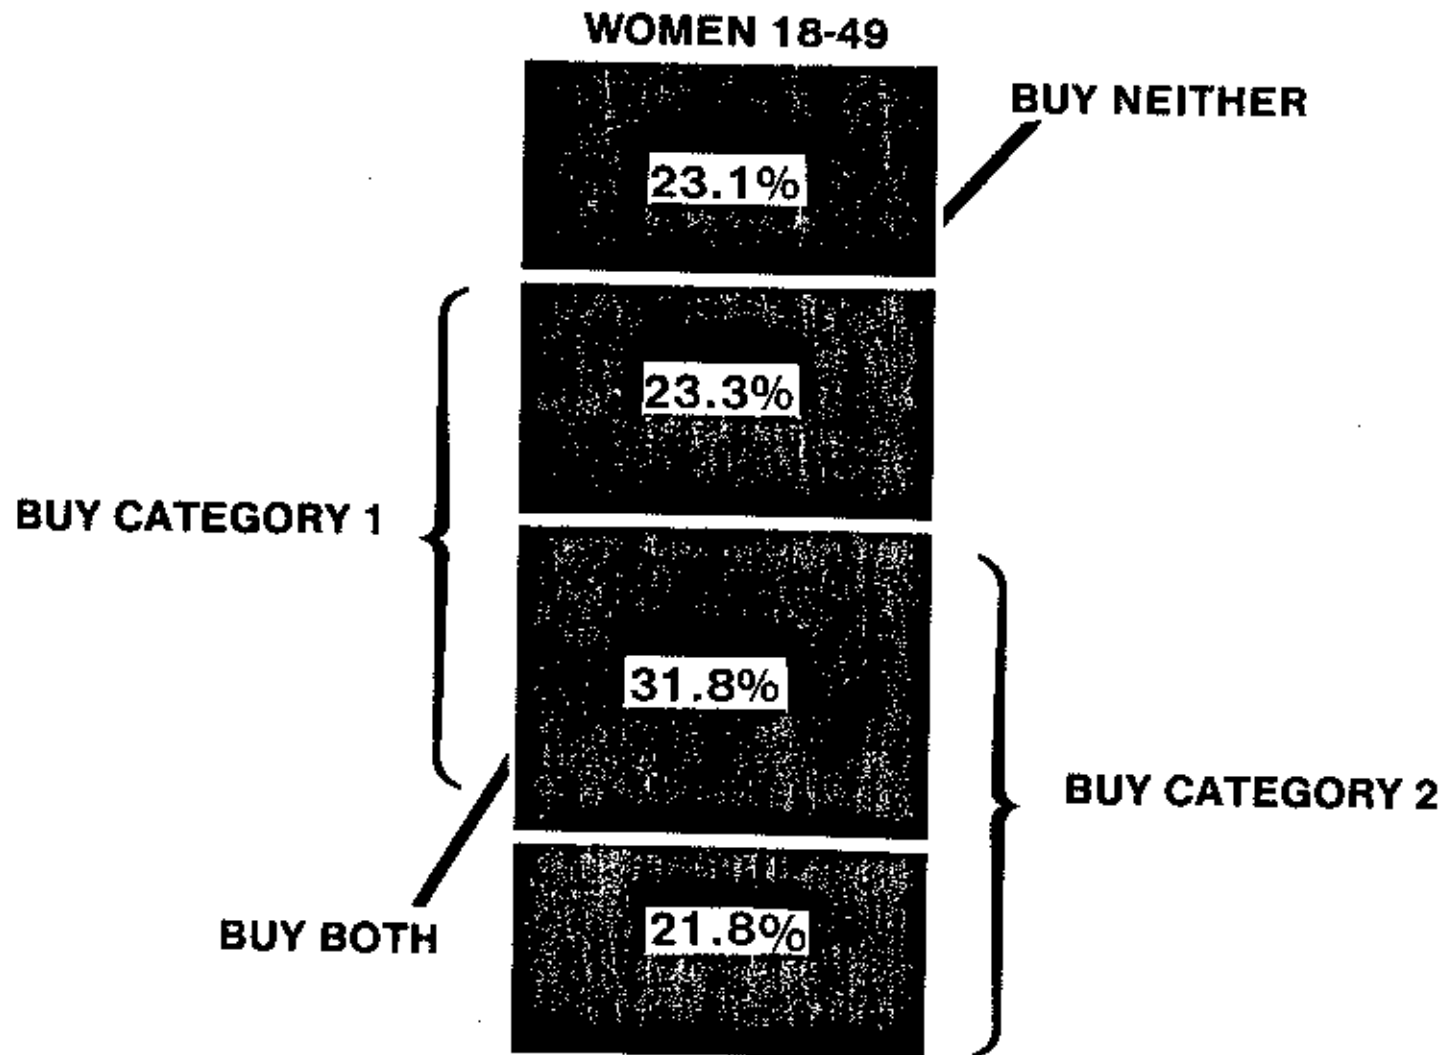 WOMEN 18-49
BUY NEITHER
23.1%
23.3%
BUY CATEGORY 1
31.8%
BUY CATEGORY 2
BUY BOTH
21.8%